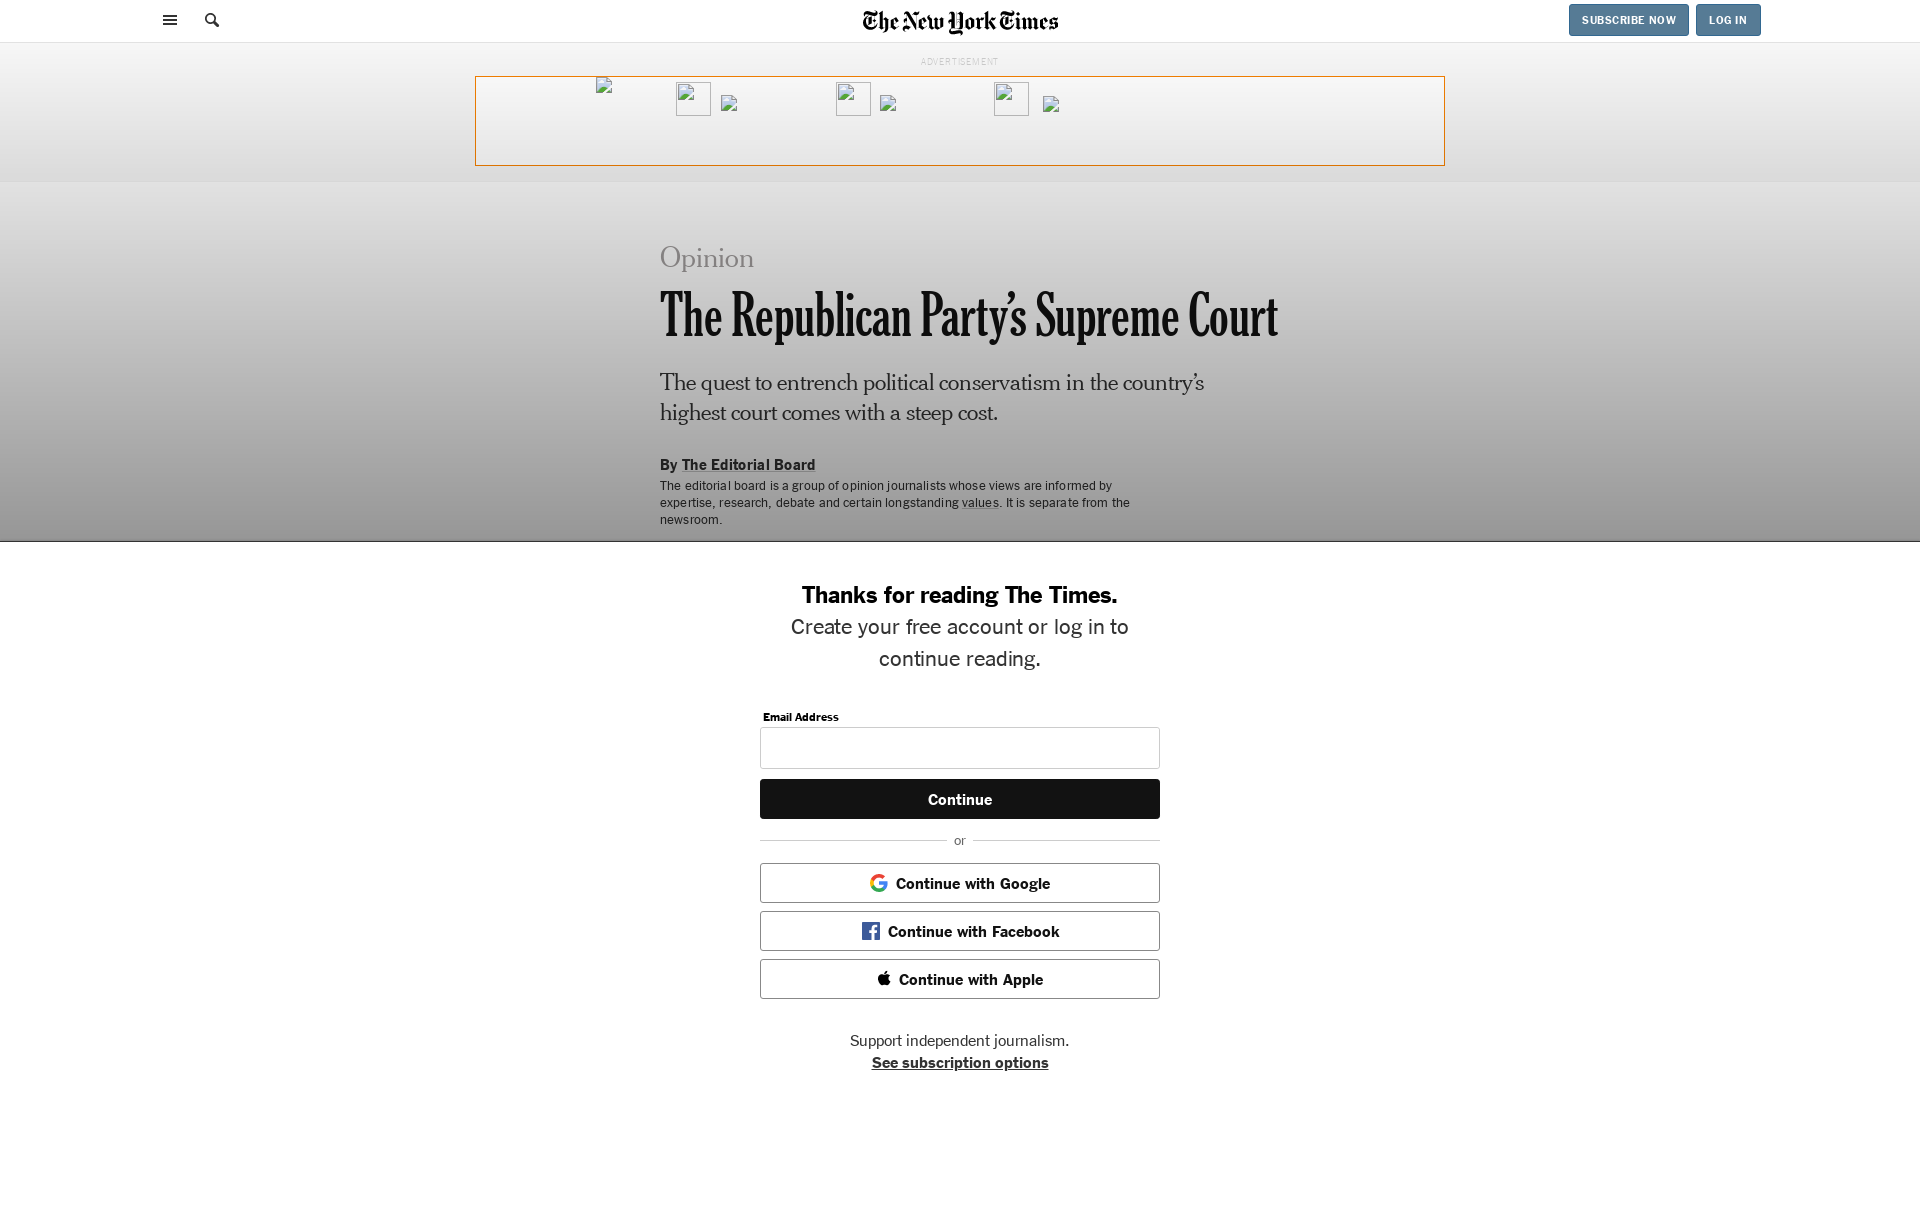 The New York Times
SUBSCRIBE NOW
LOG IN
ADVERTISEMENT
Opinion
The Republican Party’s Supreme Court
The quest to entrench political conservatism in the country’s
highest court comes with a steep cost.
By The Editorial Board
The editorial board is a group of opinion journalists whose views are informed by
expertise, research, debate and certain longstanding values. It is separate from the
newsroom.
Thanks for reading The Times.
Create your free account or log in to
continue reading.
Email Address
Continue
or
Continue with Google
Continue with Facebook
Continue with Apple
Support independent journalism.
See subscription options